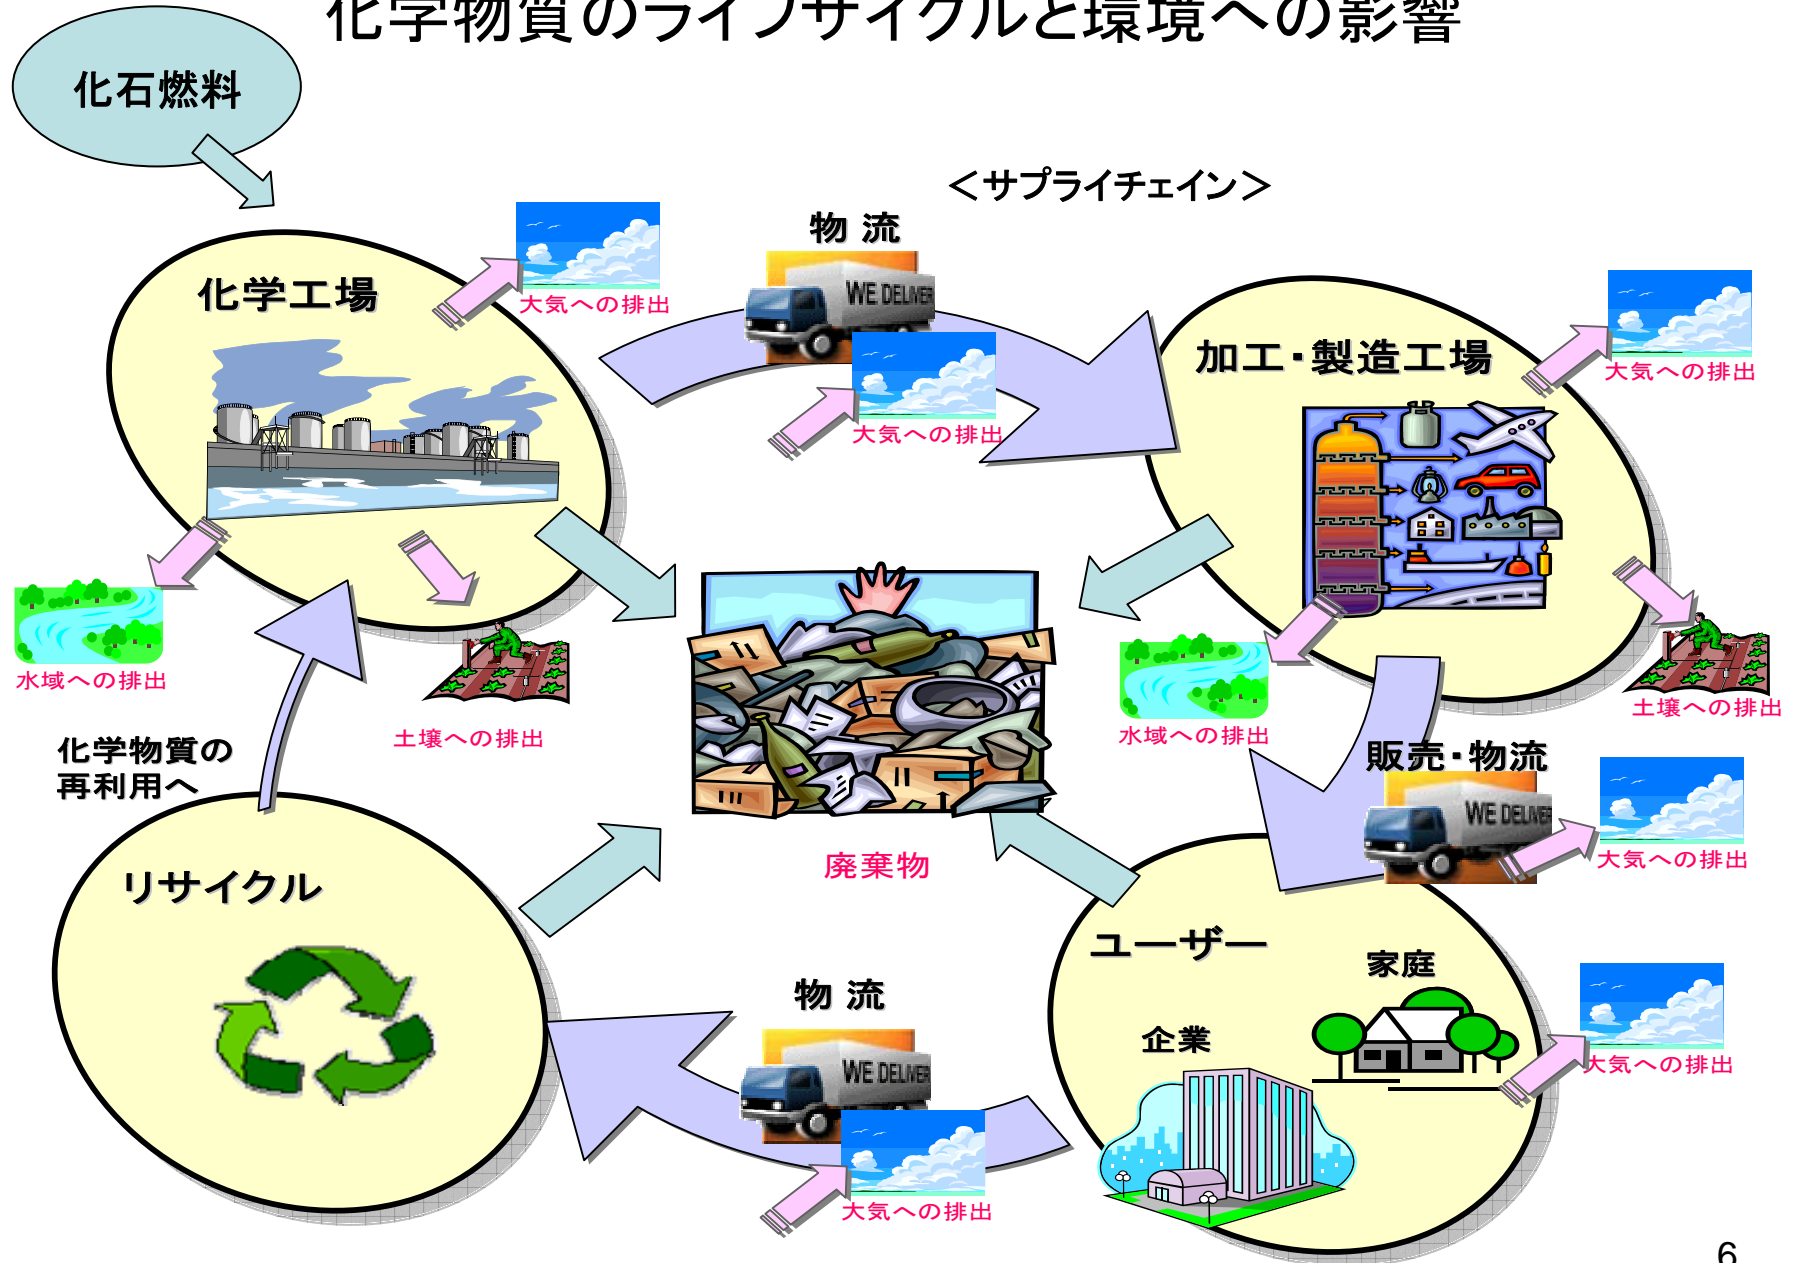 化学物質のライフサイクルと環境への影響
化石燃料
<サプライチェイン>
物 流
WE DELIVER
大気への排出
化学工場
大気への排出
加工・製造工場
大気への排出
水域への排出
土壌への排出
水域への排出
土壌への排出
化学物質の
再利用へ
販売・物流
WE DELIVER
大気への排出
廃棄物
リサイクル
ユーザー
家庭
企業
大気への排出
物 流
WE DELIVER
大気への排出
6